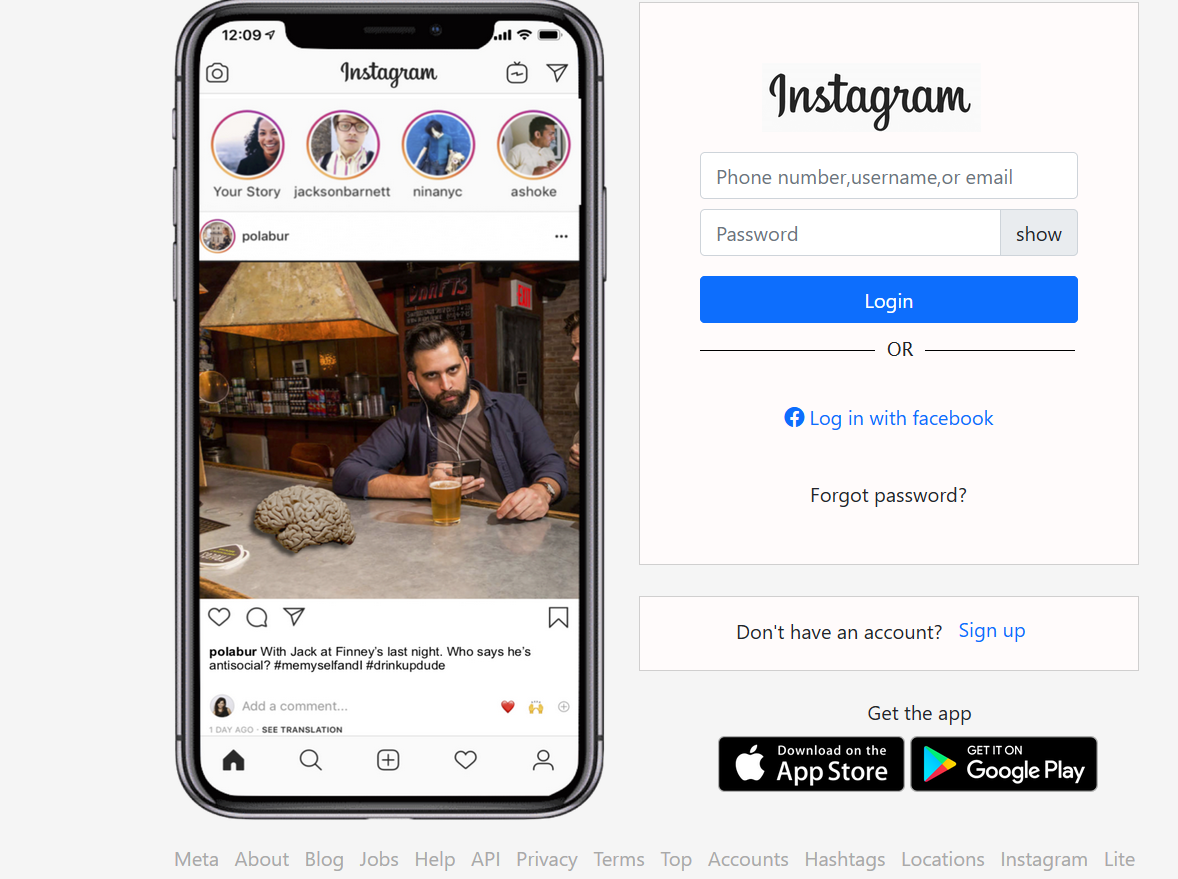 12:09
Instagram
Your Story jacksonbarnett ninanyc ashoke
polabur
DRAFTS
EXIT
polabur With Jack at Finney's last night. Who says he's
antisocial? #memyselfandI #drinkupdude
Add a comment...
1 DAY AGO · SEE TRANSLATION
Instagram
Phone number,username,or email
Password show
Login
OR
Log in with facebook
Forgot password?
Don't have an account? Sign up
Get the app
Download on the
App Store
GET IT ON
Google Play
Meta About Blog Jobs Help API Privacy Terms Top Accounts Hashtags Locations Instagram Lite